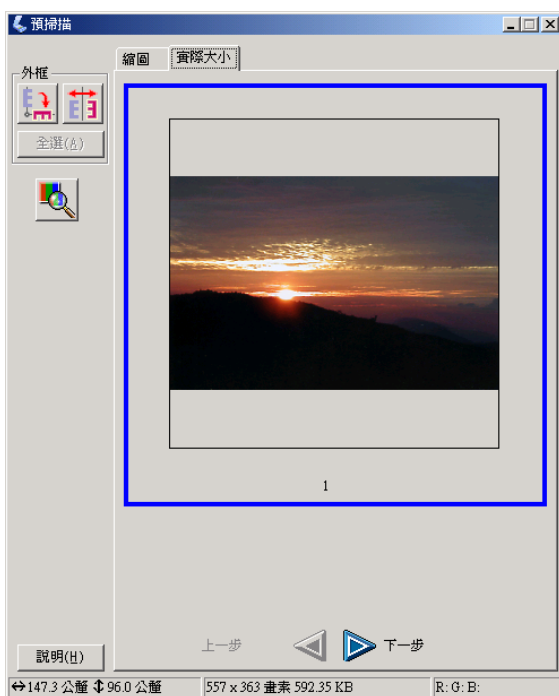 預掃描
縮圖
實際大小
外框
全選(A)
1
上一步
下一步
說明(H)
147.3 公釐 96.0 公釐
557 x 363 畫素 592.35 KB
R: G: B: